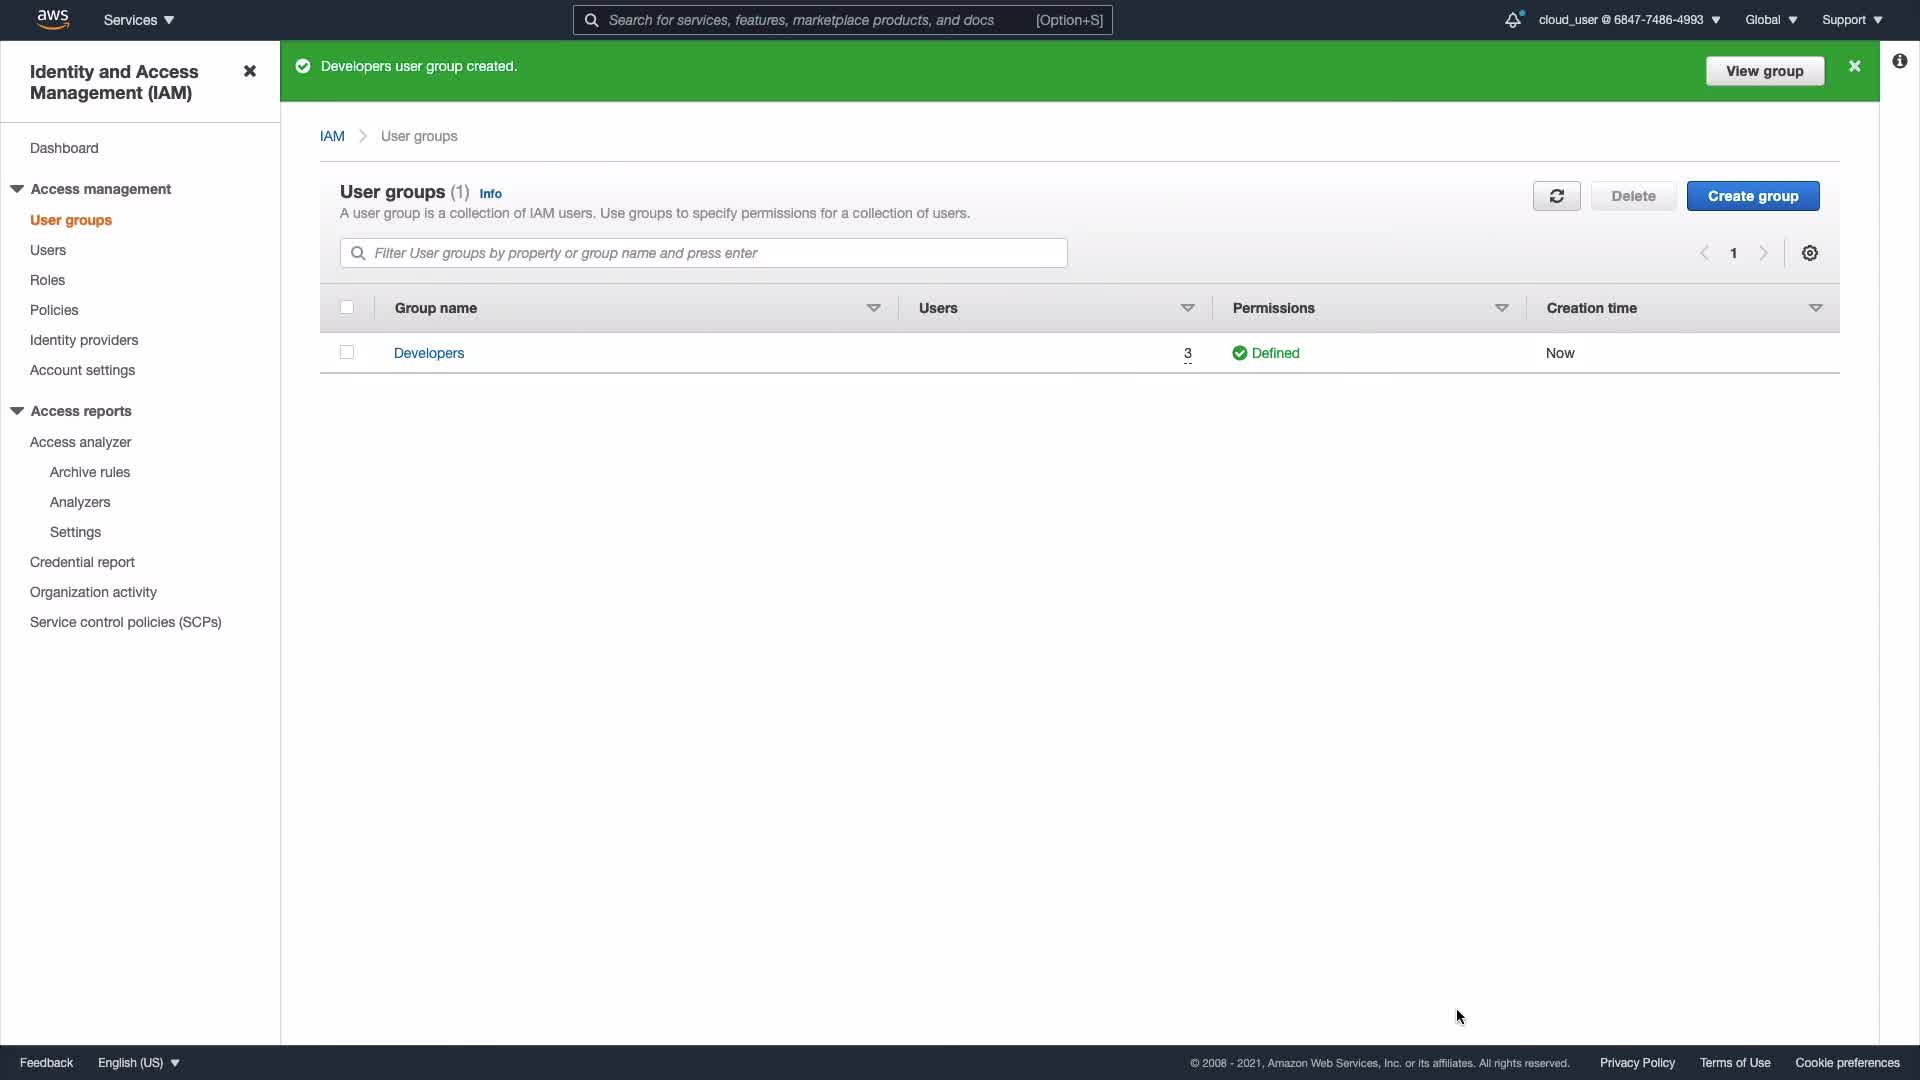 aws
Services
Search for services, features, marketplace products, and docs [Option+S]
cloud_user @ 6847-7486-4993
Global
Support
Identity and Access Management (IAM)
Dashboard
Access management
User groups
Users
Roles
Policies
Identity providers
Account settings
Access reports
Access analyzer
Archive rules
Analyzers
Settings
Credential report
Organization activity
Service control policies (SCPs)
Developers user group created.
View group
IAM
User groups
User groups (1) Info
A user group is a collection of IAM users. Use groups to specify permissions for a collection of users.
Delete
Create group
Filter User groups by property or group name and press enter
1
Group name Users Permissions Creation time
Developers 3 Defined Now
Feedback
English (US)
© 2008 - 2021, Amazon Web Services, Inc. or its affiliates. All rights reserved.
Privacy Policy
Terms of Use
Cookie preferences